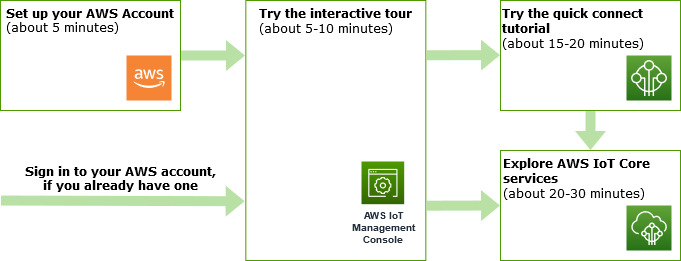 Set up your AWS Account
(about 5 minutes)
aws
Try the interactive tour
(about 5-10 minutes)
Try the quick connect
tutorial
(about 15-20 minutes)
Sign in to your AWS account,
if you already have one
AWS IoT
Management
Console
Explore AWS IoT Core
services
(about 20-30 minutes)